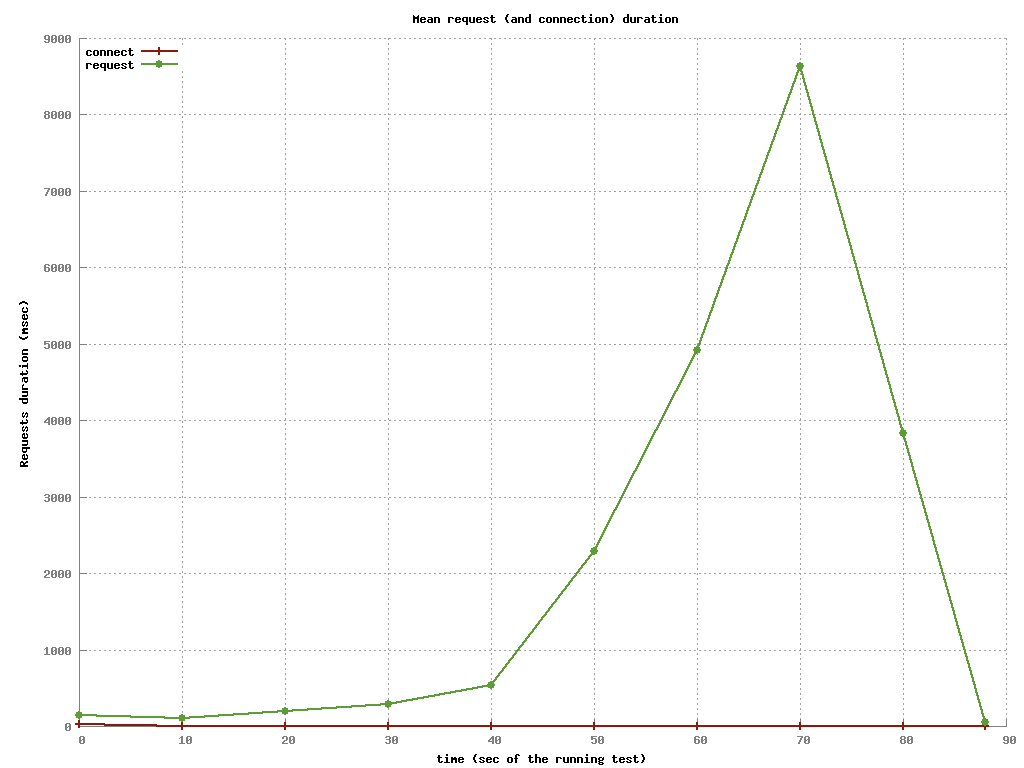 Mean request (and connection) duration
connect
request
9000
8000
7000
6000
5000
4000
3000
2000
1000
0
Requests duration (msec)
0 10 20 30 40 50 60 70 80 90
time (sec of the running test)